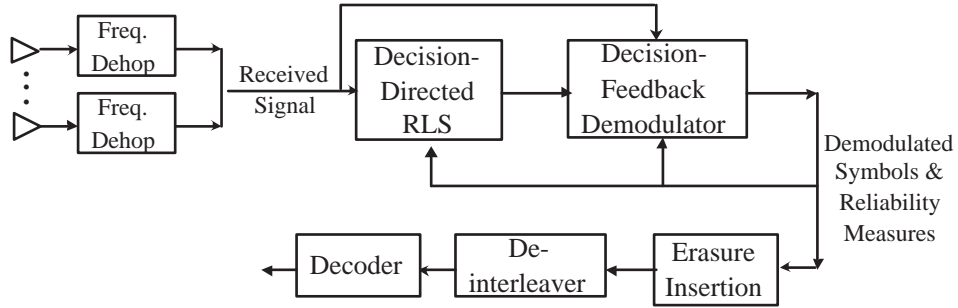 Freq.
Dehop
Freq.
Dehop
Received
Signal
Decision-
Directed
RLS
Decision-
Feedback
Demodulator
Demodulated
Symbols &
Reliability
Measures
Decoder
De-
interleaver
Erasure
Insertion